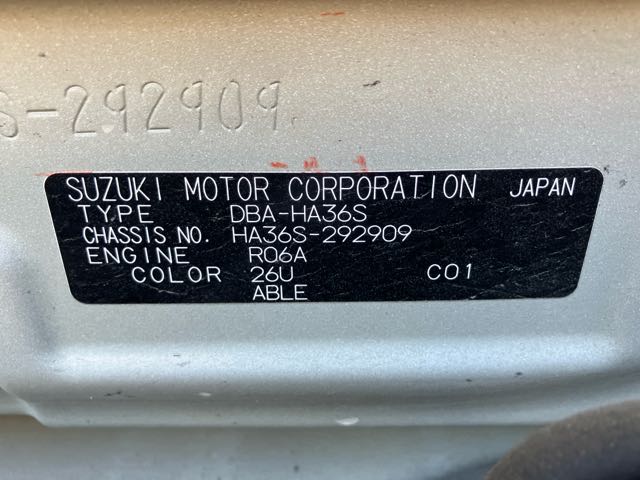 S-292909
SUZUKI MOTOR CORPORATION JAPAN
TYPE DBA-HA36S
CHASSIS NO. HA36S-292909
ENGINE R06A
COLOR 26U C01
ABLE